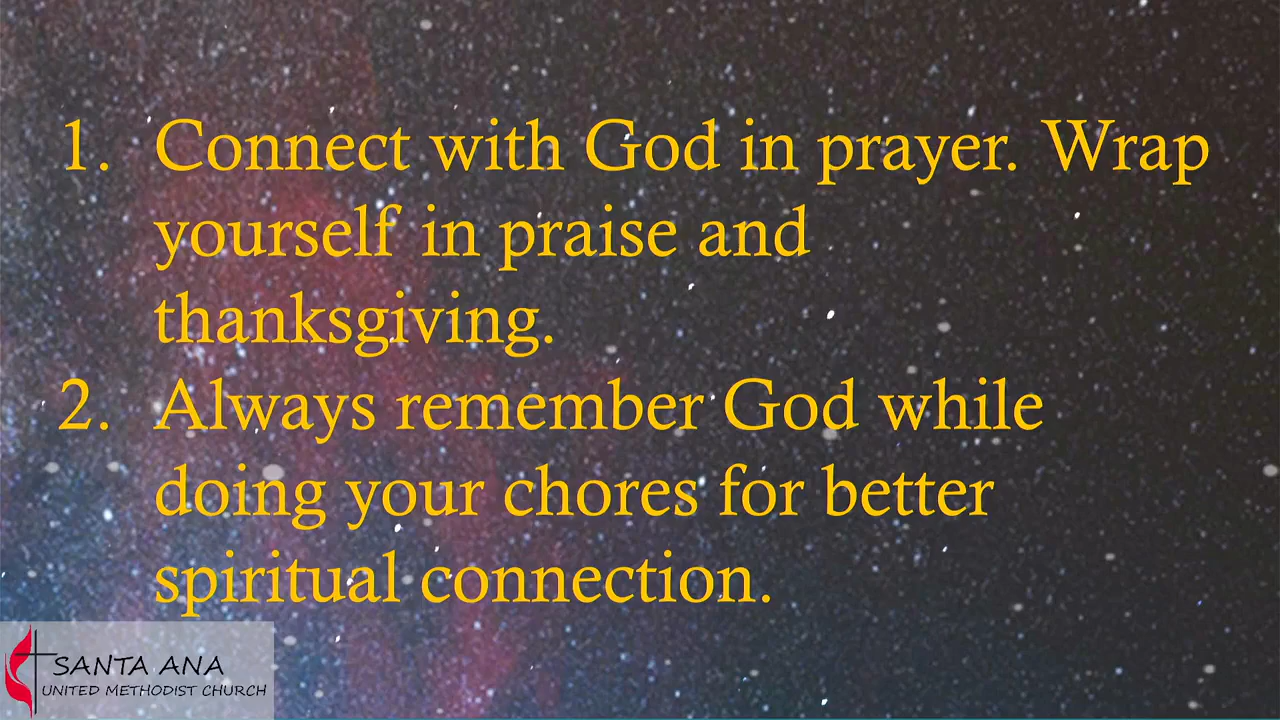 1. Connect with God in prayer. Wrap
yourself in praise and
thanksgiving.
2. Always remember God while
doing your chores for better
spiritual connection.
SANTA ANA
UNITED METHODIST CHURCH